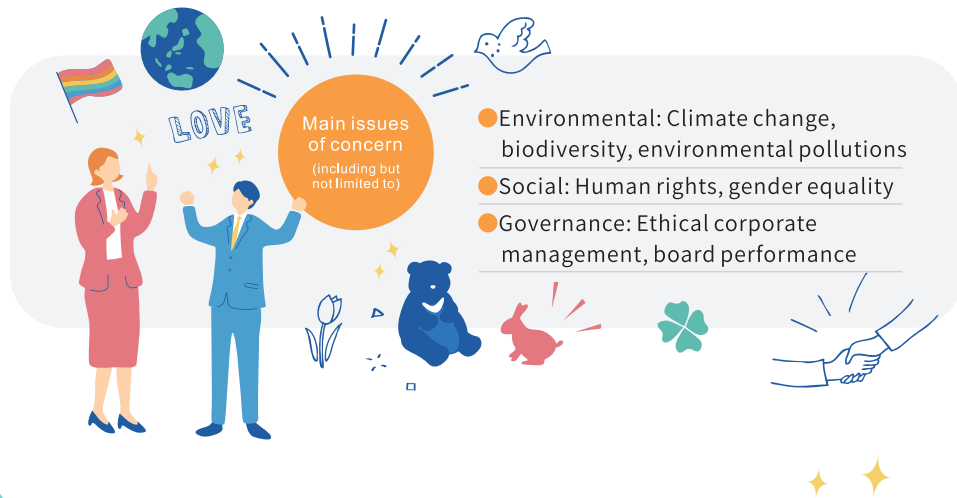 LOVE
Main issues
of concern
(including but
not limited to)
Environmental: Climate change,
biodiversity, environmental pollutions
Social: Human rights, gender equality
Governance: Ethical corporate
management, board performance